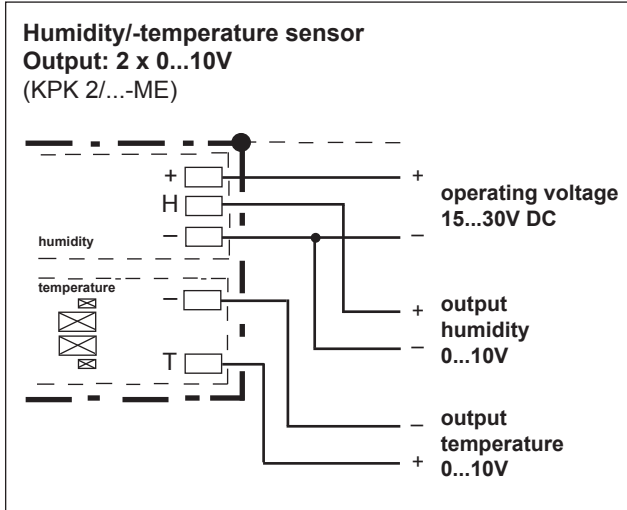 Humidity/-temperature sensor
Output: 2 x 0...10V
(KPK 2/...-ME)
+
H
–
humidity
temperature
–
T
+
operating voltage
15...30V DC
–
+
output
humidity
–
0...10V
–
output
temperature
+
0...10V